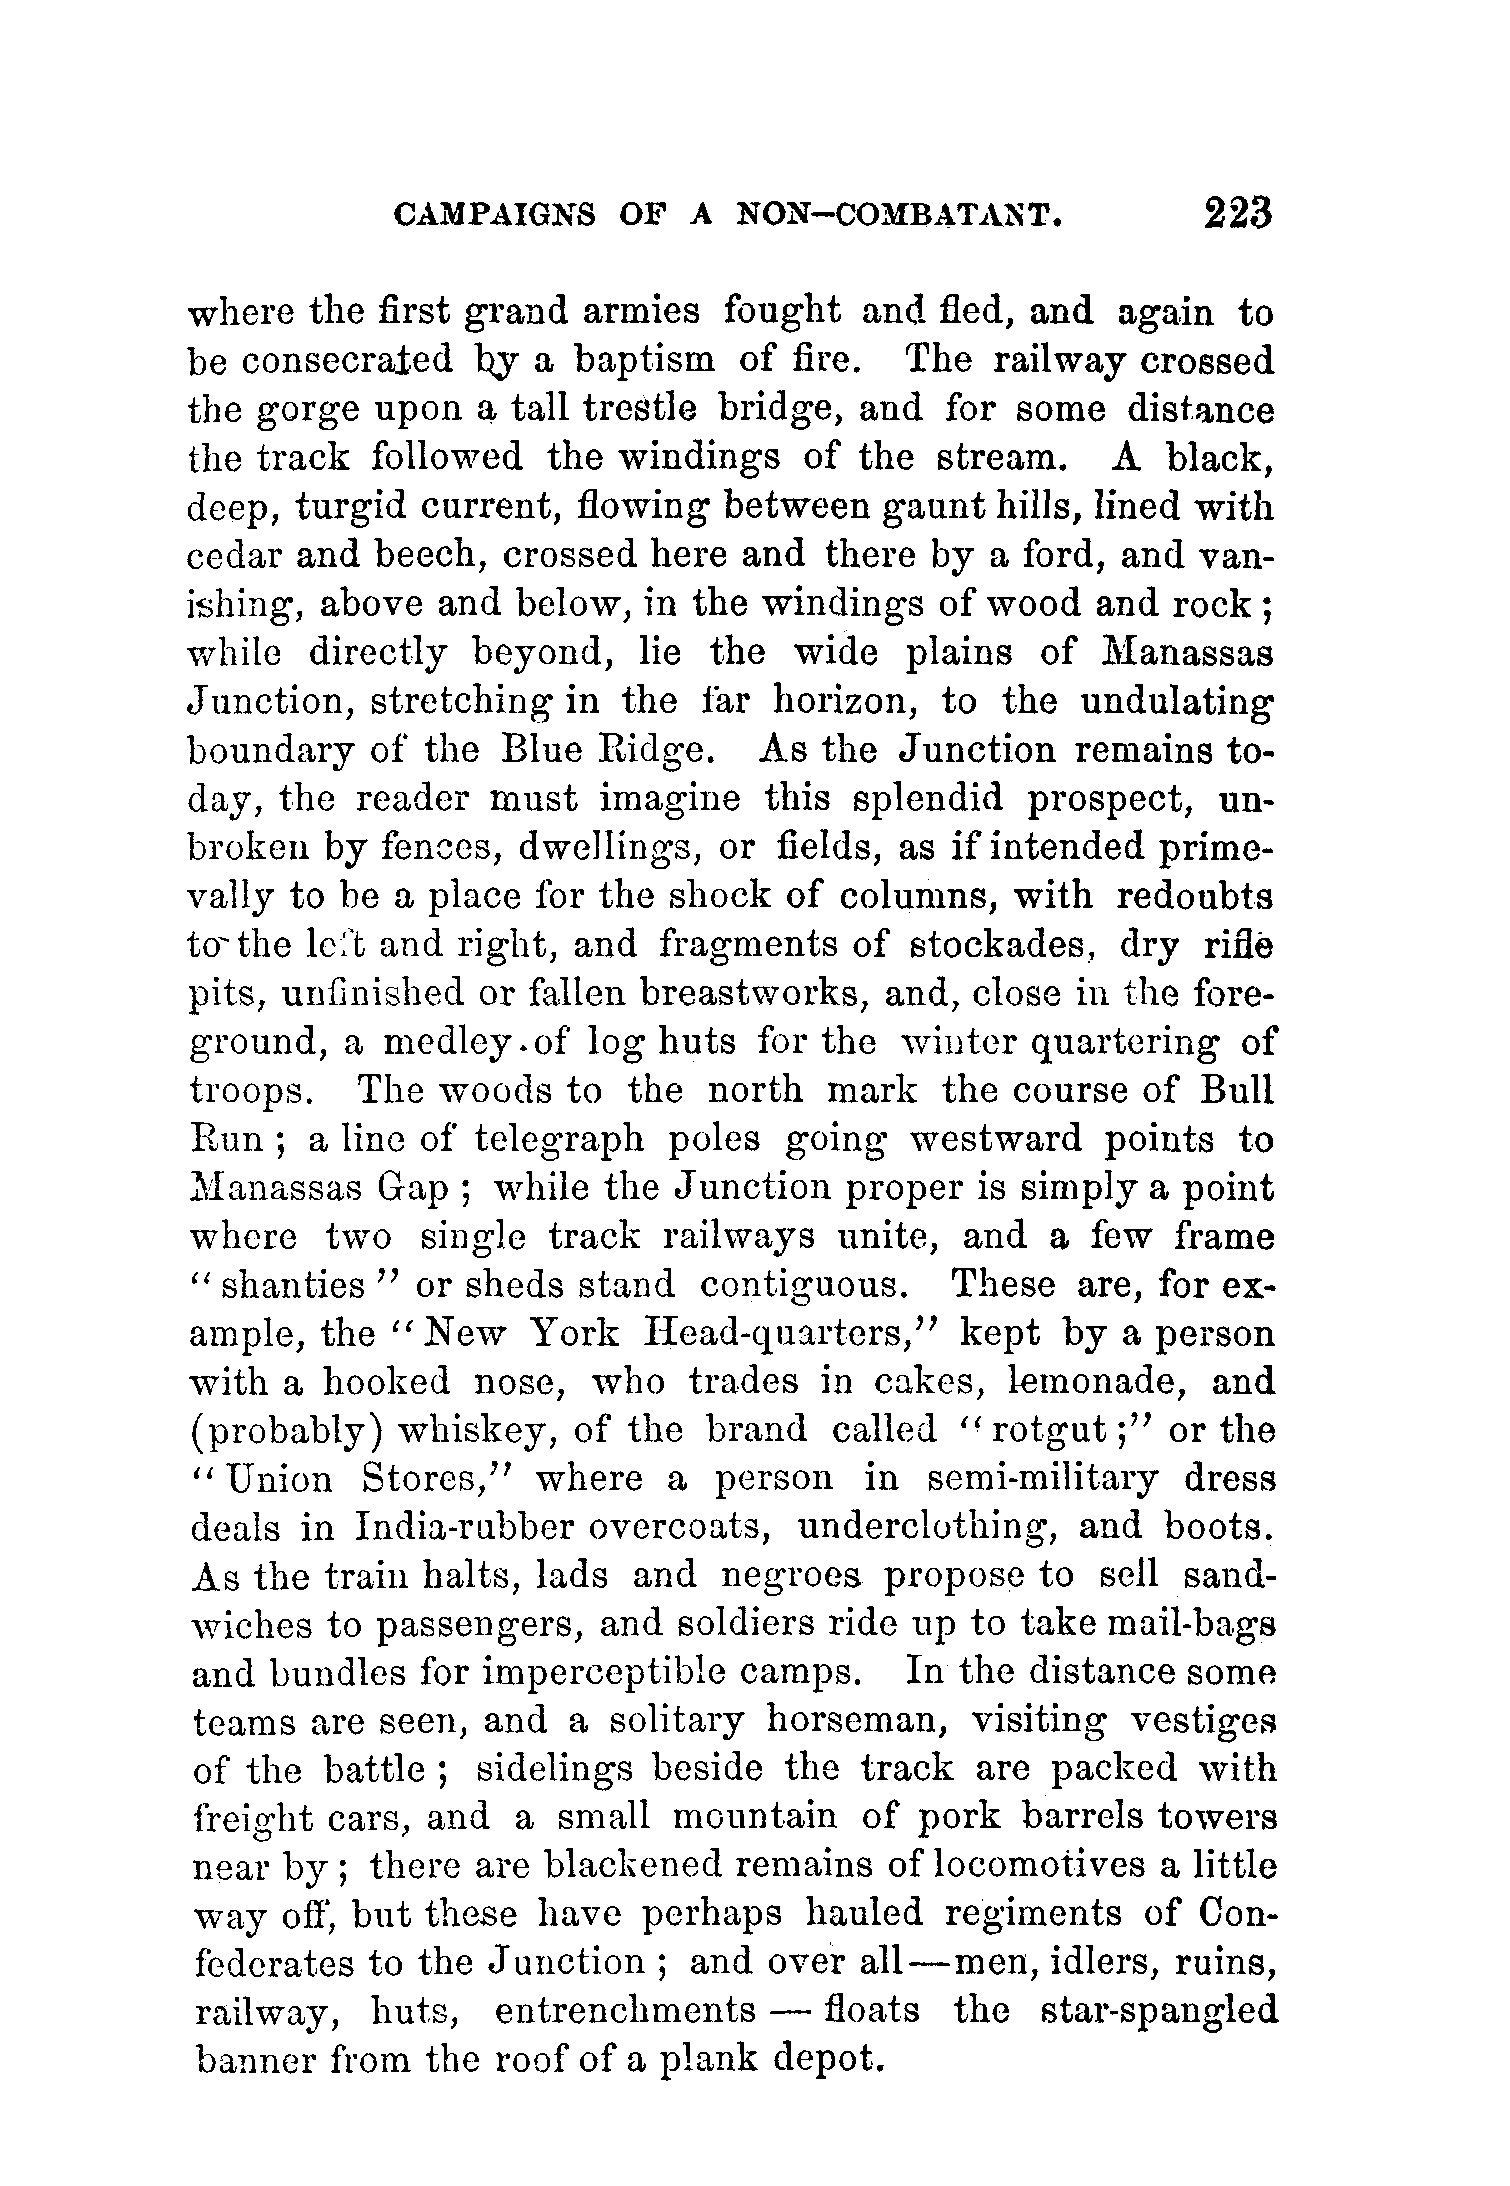 CAMPAIGNS OF A NON-COMBATANT. 223
where the first grand armies fought and fled, and again to
be consecrated by a baptism of fire. The railway crossed
the gorge upon a tall trestle bridge, and for some distance
the track followed the windings of the stream. A black,
deep, turgid current, flowing between gaunt hills, lined with
cedar and beech, crossed here and there by a ford, and van-
ishing, above and below, in the windings of wood and rock ;
while directly beyond, lie the wide plains of Manassas
Junction, stretching in the far horizon, to the undulating
boundary of the Blue Ridge. As the Junction remains to-
day, the reader must imagine this splendid prospect, un-
broken by fences, dwellings, or fields, as if intended prime-
vally to be a place for the shock of columns, with redoubts
to the left and right, and fragments of stockades, dry rifle
pits, unfinished or fallen breastworks, and, close in the fore-
ground, a medley of log huts for the winter quartering of
troops. The woods to the north mark the course of Bull
Run ; a line of telegraph poles going westward points to
Manassas Gap ; while the Junction proper is simply a point
where two single track railways unite, and a few frame
“ shanties ” or sheds stand contiguous. These are, for ex-
ample, the “ New York Head-quarters,” kept by a person
with a hooked nose, who trades in cakes, lemonade, and
(probably) whiskey, of the brand called “ rotgut ;” or the
“ Union Stores,” where a person in semi-military dress
deals in India-rubber overcoats, underclothing, and boots.
As the train halts, lads and negroes propose to sell sand-
wiches to passengers, and soldiers ride up to take mail-bags
and bundles for imperceptible camps. In the distance some
teams are seen, and a solitary horseman, visiting vestiges
of the battle ; sidelings beside the track are packed with
freight cars, and a small mountain of pork barrels towers
near by ; there are blackened remains of locomotives a little
way off, but these have perhaps hauled regiments of Con-
federates to the Junction ; and over all—men, idlers, ruins,
railway, huts, entrenchments — floats the star-spangled
banner from the roof of a plank depot.